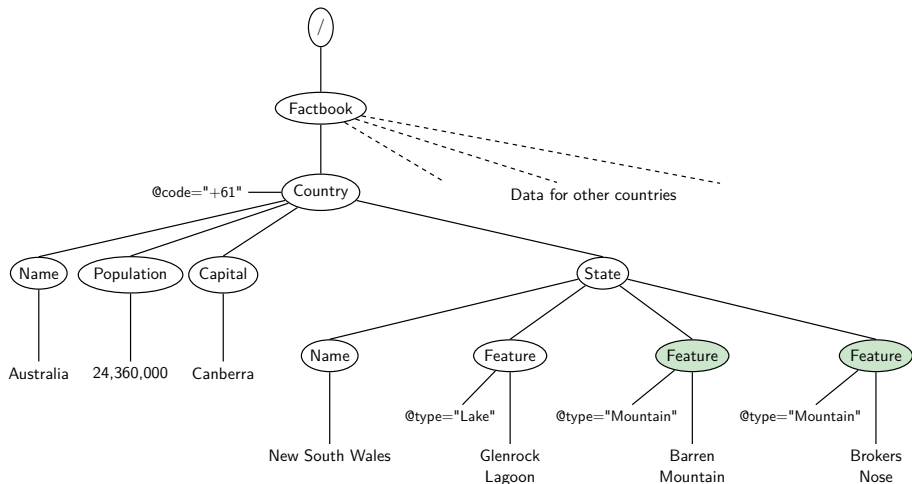 /
Factbook
@code="+61"
Country
Data for other countries
Name
Population
Capital
State
Name
Feature
Feature
Feature
Australia
24,360,000
Canberra
@type="Lake"
@type="Mountain"
@type="Mountain"
New South Wales
Glenrock
Lagoon
Barren
Mountain
Brokers
Nose